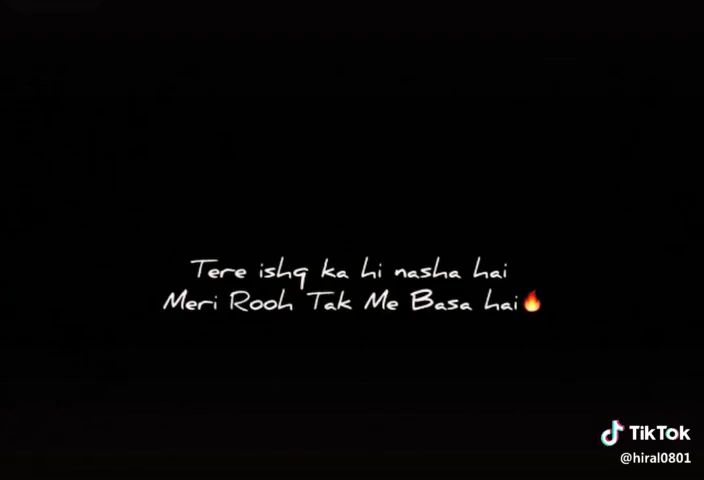 Tere ishq ka hi nasha hai
Meri Rooh Tak Me Basa hai🔥
TikTok
@hiral0801